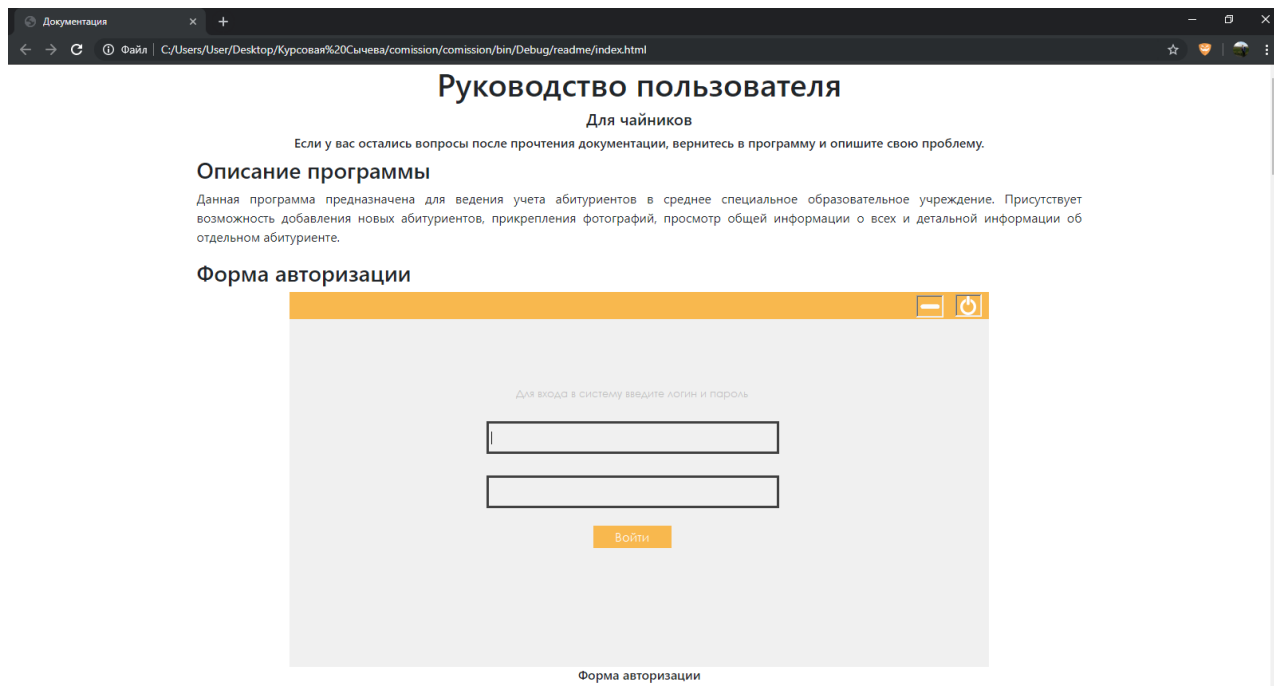 Документация
Файл C:/Users/User/Desktop/Курсовая%20Сычева/comission/comission/bin/Debug/readme/index.html
Руководство пользователя
Для чайников
Если у вас остались вопросы после прочтения документации, вернитесь в программу и опишите свою проблему.
Описание программы
Данная программа предназначена для ведения учета абитуриентов в среднее специальное образовательное учреждение. Присутствует
возможность добавления новых абитуриентов, прикрепления фотографий, просмотр общей информации о всех и детальной информации об
отдельном абитуриенте.
Форма авторизации
Для входа в систему введите логин и пароль
Войти
Форма авторизации